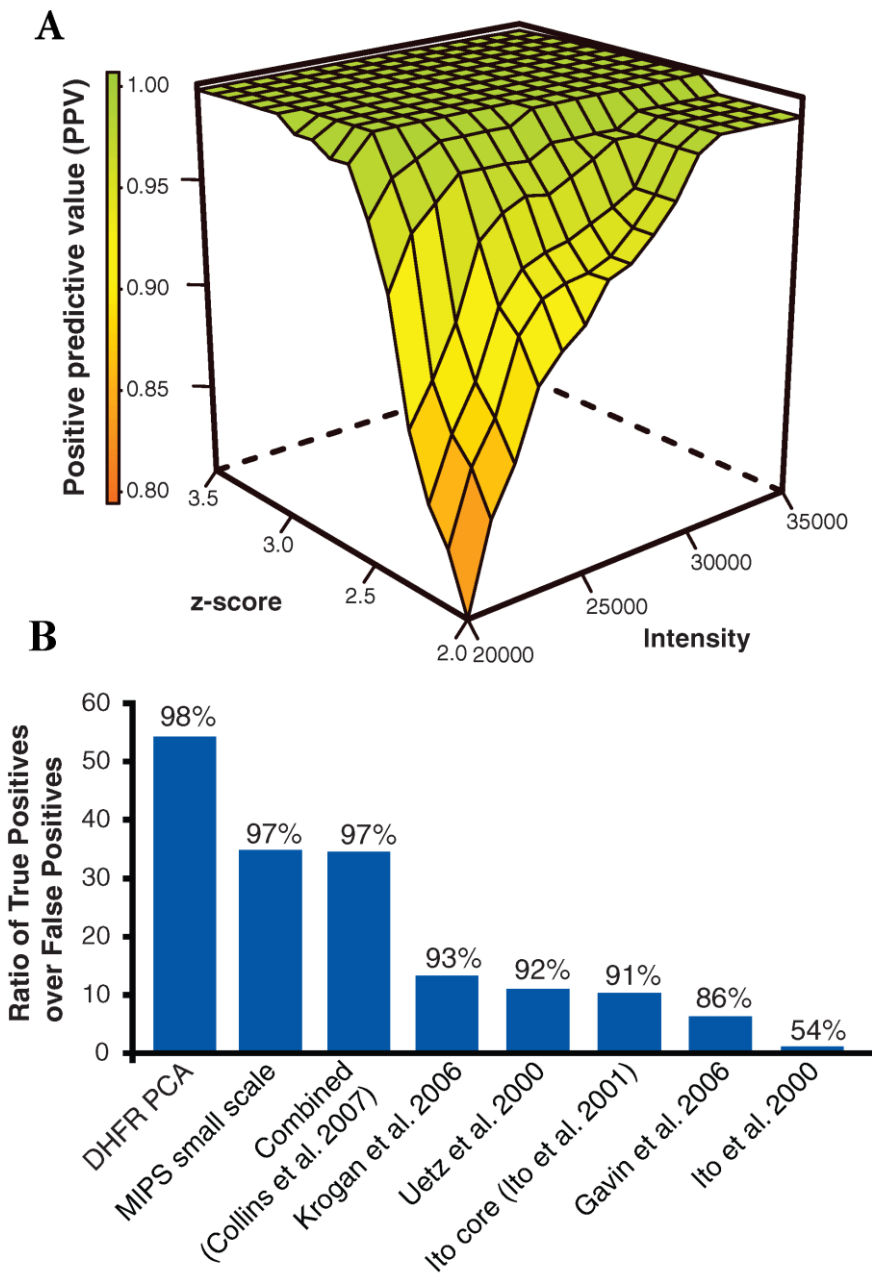 A
Positive predictive value (PPV)
1.00
0.95
0.90
0.85
0.80
3.5
3.0
2.5
2.0
z-score
20000
25000
30000
35000
Intensity
B
Ratio of True Positives
over False Positives
60
50
40
30
20
10
0
98%
97%
97%
93%
92%
91%
86%
54%
DHFR PCA
MIPS small scale
Combined
(Collins et al. 2007)
Krogan et al. 2006
Uetz et al. 2000
Ito core (Ito et al. 2001)
Gavin et al. 2006
Ito et al. 2000